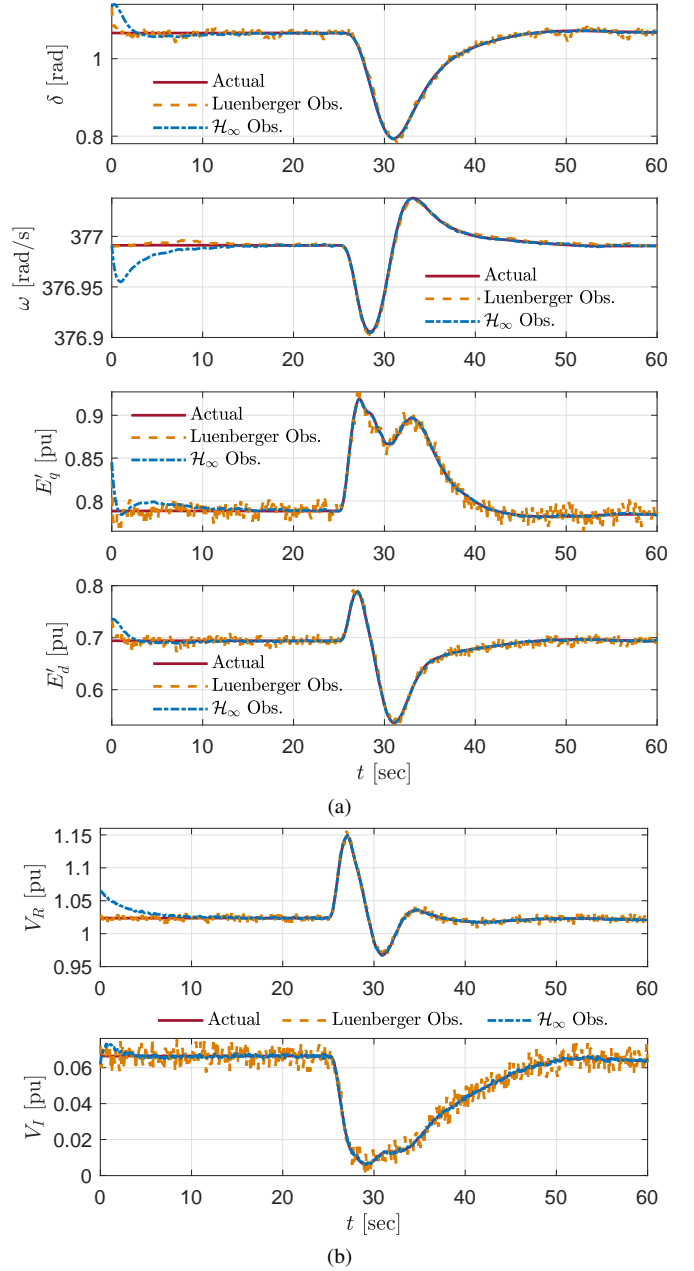 δ [rad]
1
0.8
Actual
Luenberger Obs.
ℋ∞ Obs.
0 10 20 30 40 50 60
ω [rad/s]
377
376.95
376.9
Actual
Luenberger Obs.
ℋ∞ Obs.
0 10 20 30 40 50 60
E′q [pu]
0.9
0.8
0.8
Actual
Luenberger Obs.
ℋ∞ Obs.
0 10 20 30 40 50 60
E′d [pu]
0.8
0.7
0.6
Actual
Luenberger Obs.
ℋ∞ Obs.
0 10 20 30 40 50 60
t [sec]
(a)
VR [pu]
1.15
1.1
1.05
1
0.95
0 10 20 30 40 50 60
Actual Luenberger Obs. ℋ∞ Obs.
VI [pu]
0.06
0.04
0.02
0
0 10 20 30 40 50 60
t [sec]
(b)